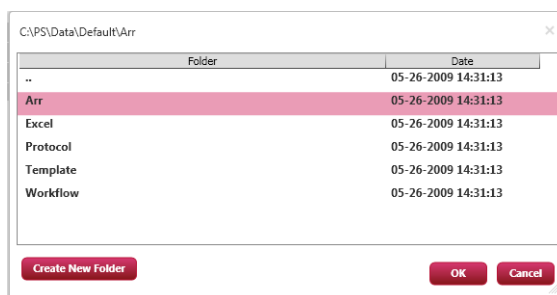 C:\PS\Data\Default\Arr
Folder Date
.. 05-26-2009 14:31:13
Arr 05-26-2009 14:31:13
Excel 05-26-2009 14:31:13
Protocol 05-26-2009 14:31:13
Template 05-26-2009 14:31:13
Workflow 05-26-2009 14:31:13
Create New Folder OK Cancel